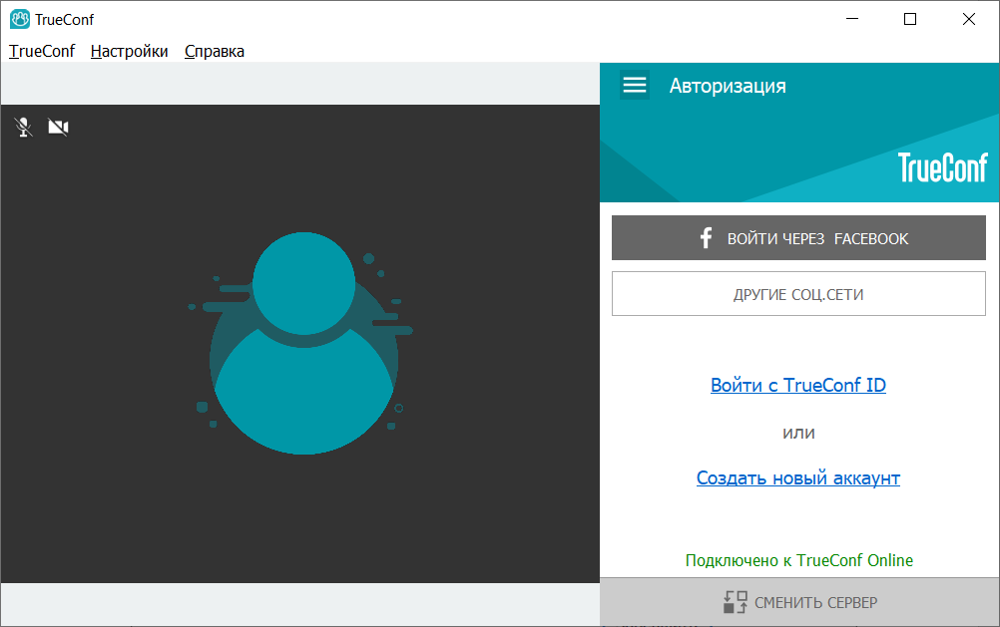 TrueConf
TrueConf Настройки Справка
Авторизация
TrueConf
ВОЙТИ ЧЕРЕЗ FACEBOOK
ДРУГИЕ СОЦ.СЕТИ
Войти с TrueConf ID
или
Создать новый аккаунт
Подключено к TrueConf Online
СМЕНИТЬ СЕРВЕР